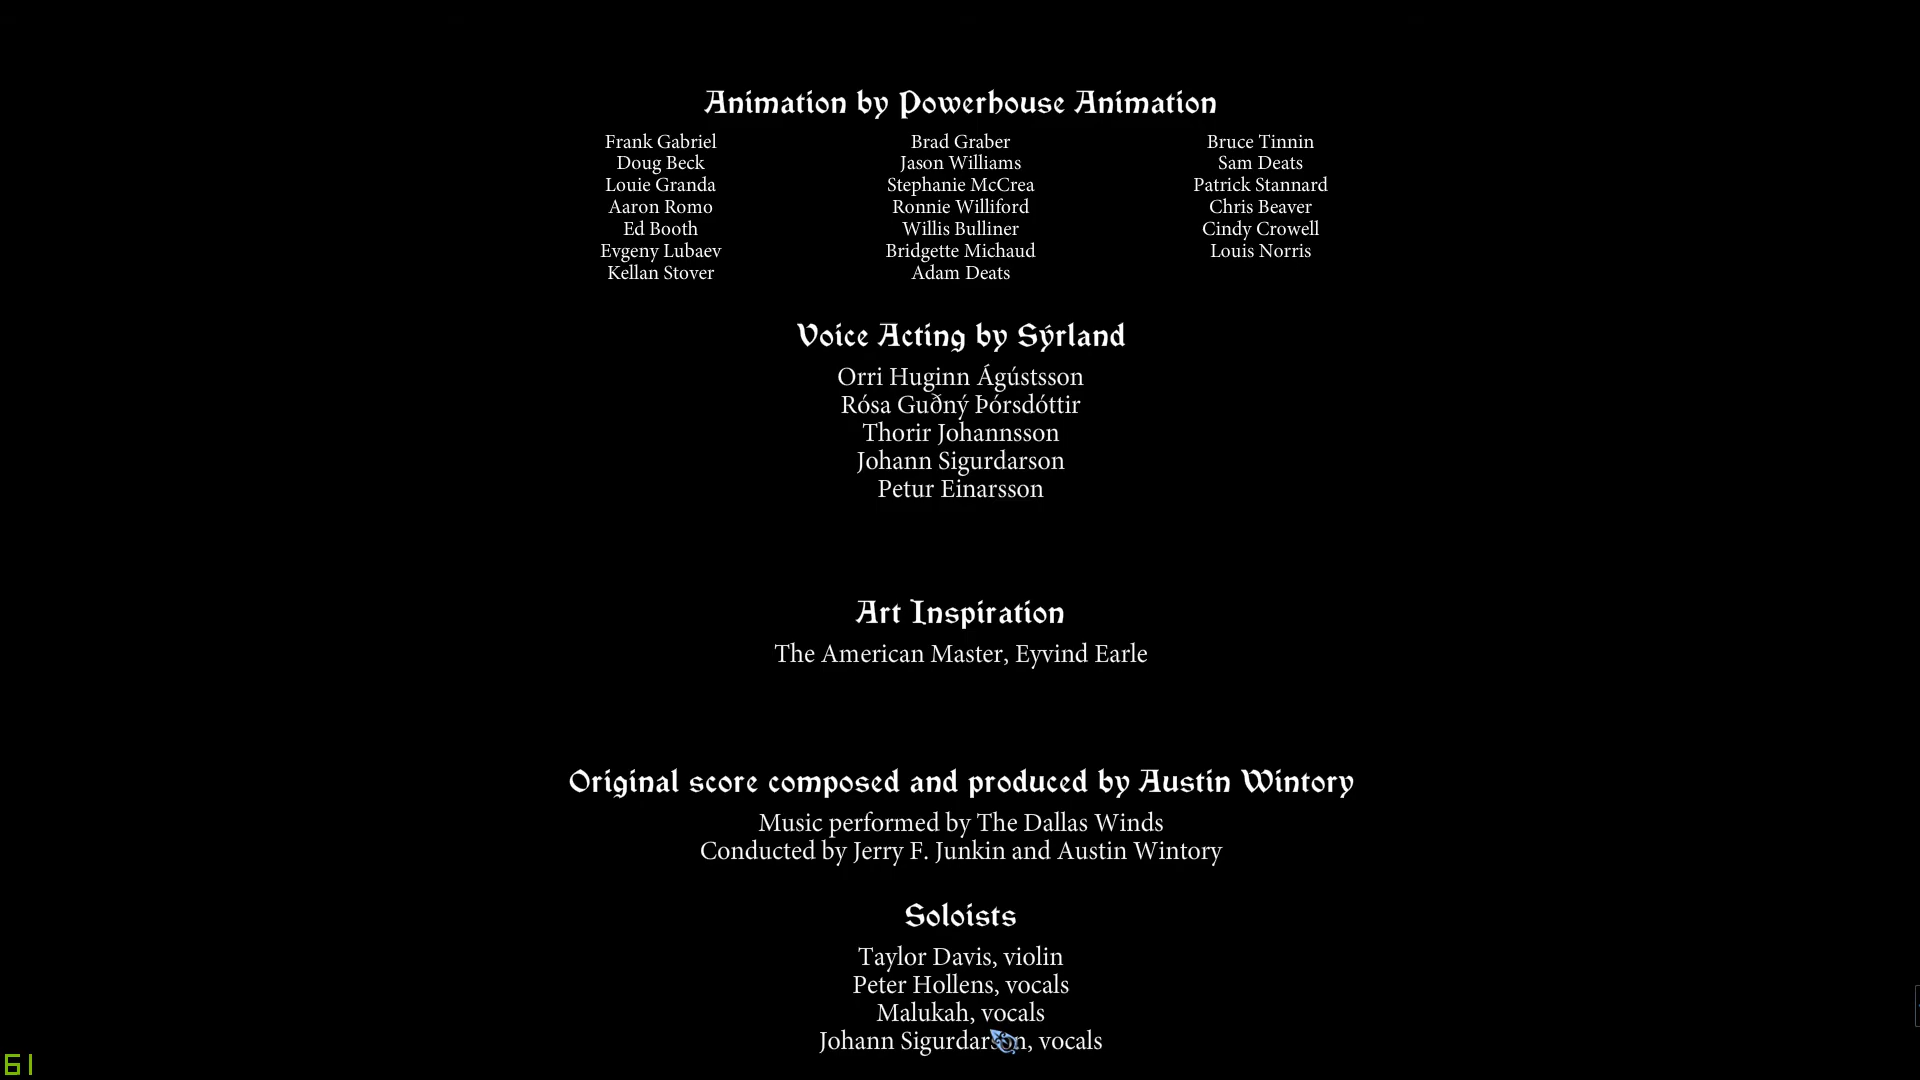 Animation by Powerhouse Animation
Frank Gabriel
Doug Beck
Louie Granda
Aaron Romo
Ed Booth
Evgeny Lubaev
Kellan Stover
Brad Graber
Jason Williams
Stephanie McCrea
Ronnie Williford
Willis Bulliner
Bridgette Michaud
Adam Deats
Bruce Tinnin
Sam Deats
Patrick Stannard
Chris Beaver
Cindy Crowell
Louis Norris
Voice Acting by Sýrland
Orri Huginn Ágústsson
Rósa Guðný Þórsdóttir
Thorir Johannsson
Johann Sigurdarson
Petur Einarsson
Art Inspiration
The American Master, Eyvind Earle
Original score composed and produced by Austin Wintory
Music performed by The Dallas Winds
Conducted by Jerry F. Junkin and Austin Wintory
Soloists
Taylor Davis, violin
Peter Hollens, vocals
Malukah, vocals
Johann Sigurdarson, vocals
61